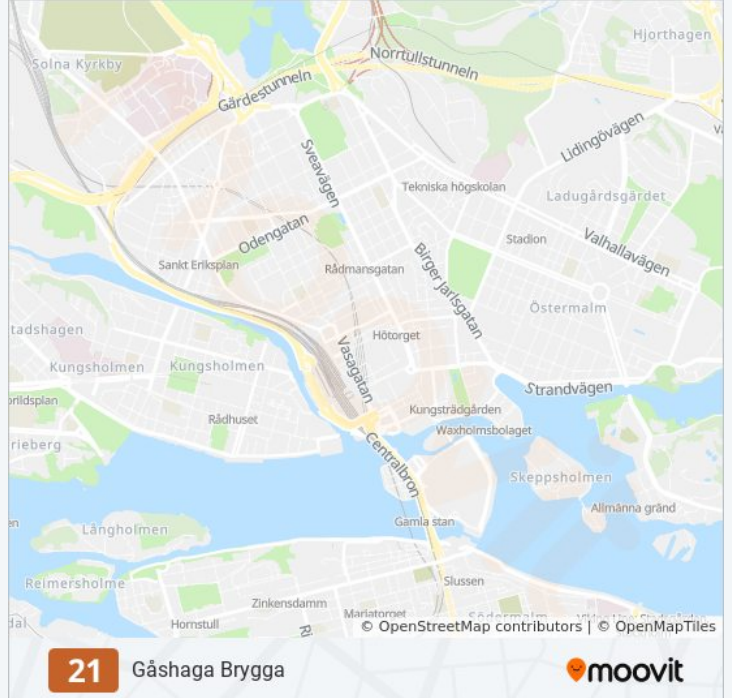 Hjorthagen
Solna Kyrkby
Norrtullstunneln
Gärdestunneln
Lidingövägen
Sveavägen
Tekniska högskolan
Ladugårdsgärdet
Odengatan
Stadion
Valhallavägen
Sankt Eriksplan
Rådmansgatan
Birger Jarlsgatan
Östermalm
tadshagen
Hötorget
Vasagatan
Kungsholmen
Kungsholmen
Strandvägen
Kungsträdgården
Rådhuset
Waxholmsbolaget
rieberg
Centralbron
Skeppsholmen
Allmänna gränd
Gamla stan
Långholmen
Reimersholme
Slussen
Zinkensdamm
Mariatorget
Södermalm
Hornstull
© OpenStreetMap contributors | © OpenMapTiles
21 Gåshaga Brygga moovit